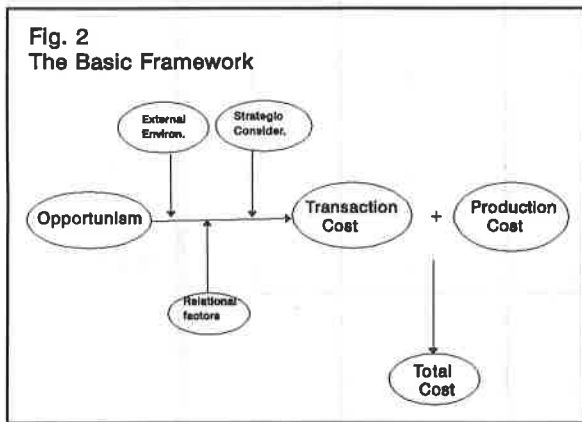 Fig. 2
The Basic Framework
External
Environ.
Strategic
Consider.
Opportunism
Transaction
Cost
+
Production
Cost
Relational
factors
Total
Cost